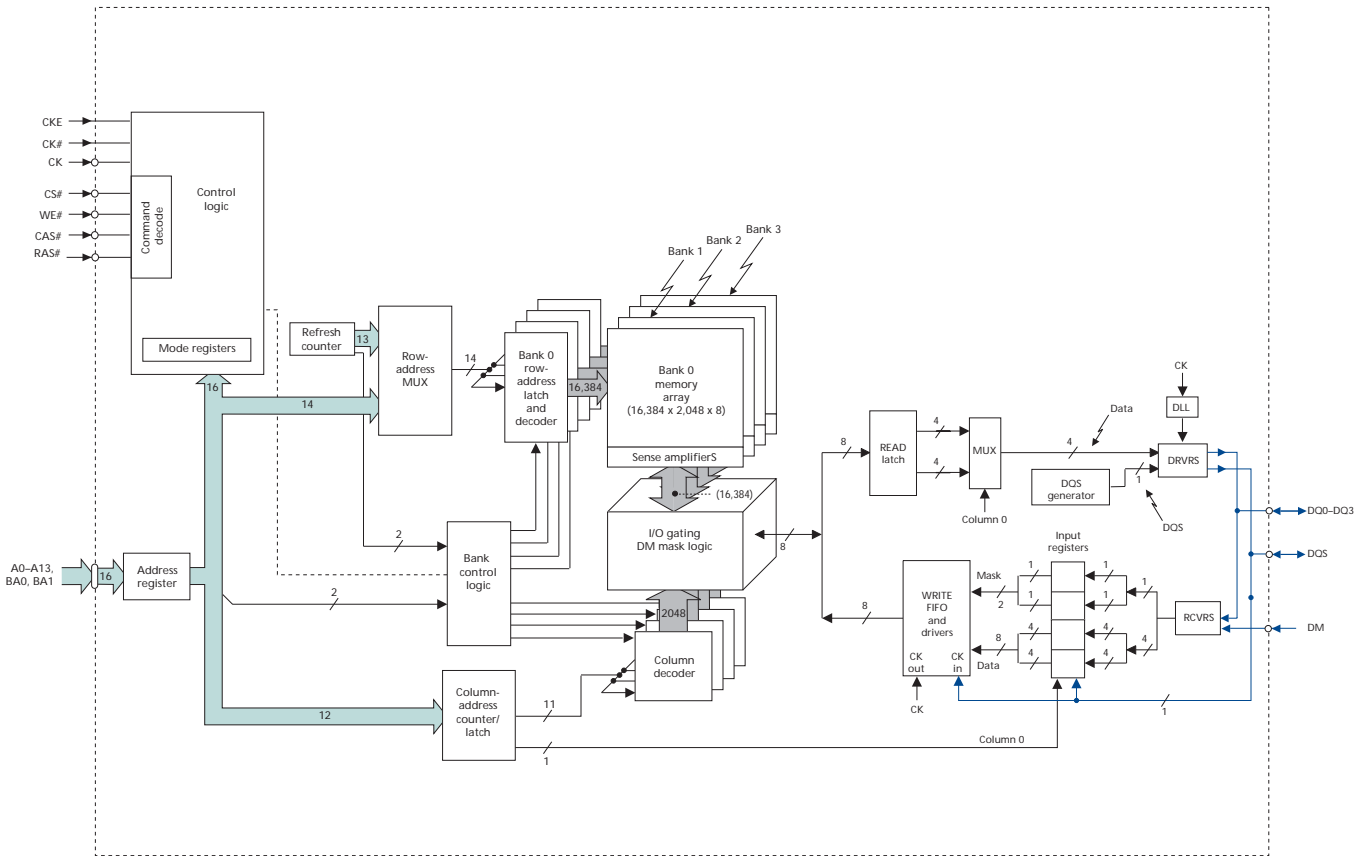 CKE
CK#
CK
CS#
WE#
CAS#
RAS#
Command
decode
Control
logic
Mode registers
Refresh
counter
13
Row-
address
MUX
14
Bank 0
row-
address
latch
and
decoder
16,384
Bank 1
Bank 2
Bank 3
Bank 0
memory
array
(16,384 x 2,048 x 8)
Sense amplifierS
(16,384)
I/O gating
DM mask logic
16
14
2
A0–A13,
BA0, BA1
16
Address
register
2
Bank
control
logic
2048
Column
decoder
12
Column-
address
counter/
latch
11
1
Column 0
8
8
READ
latch
4
4
MUX
Column 0
4
Data
CK
DLL
DRVRS
DQS
generator
1
DQS
DQ0–DQ3
DQS
DM
Input
registers
8
WRITE
FIFO
and
drivers
CK
out
CK
in
CK
Mask
2
8
Data
1
1
4
4
1
1
4
4
1
4
RCVRS
1